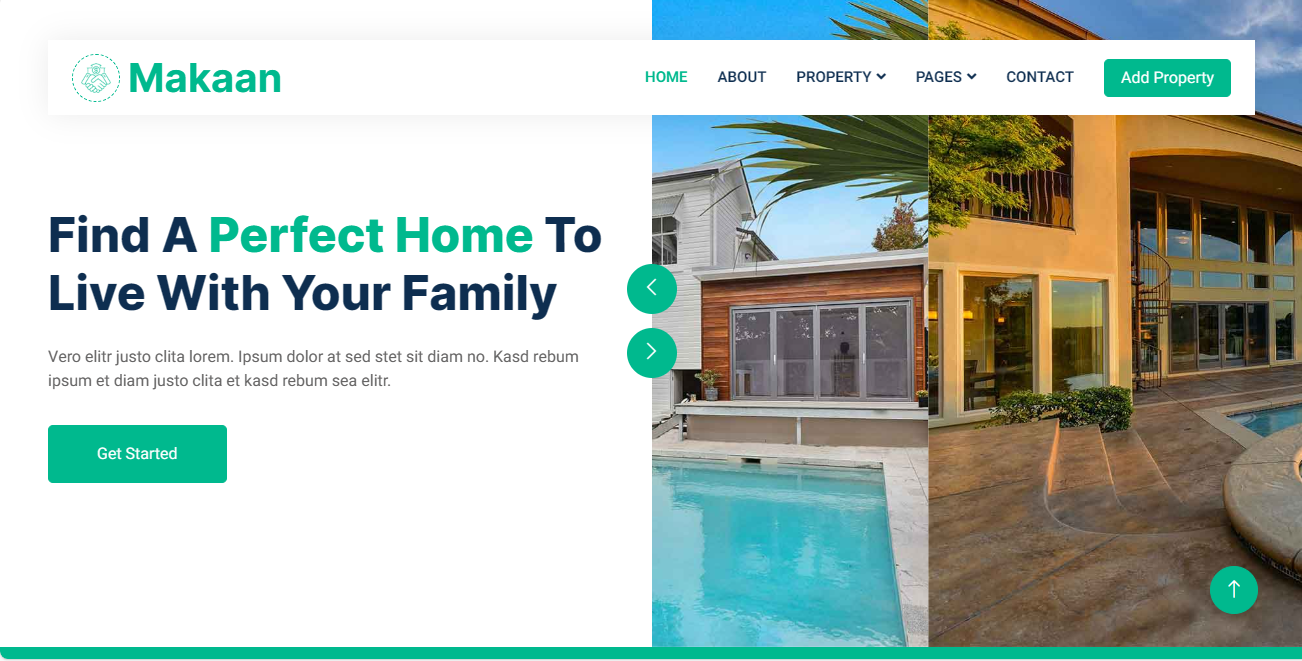 Makaan
HOME ABOUT PROPERTY PAGES CONTACT Add Property
Find A Perfect Home To
Live With Your Family
Vero elitr justo clita lorem. Ipsum dolor at sed stet sit diam no. Kasd rebum
ipsum et diam justo clita et kasd rebum sea elitr.
Get Started